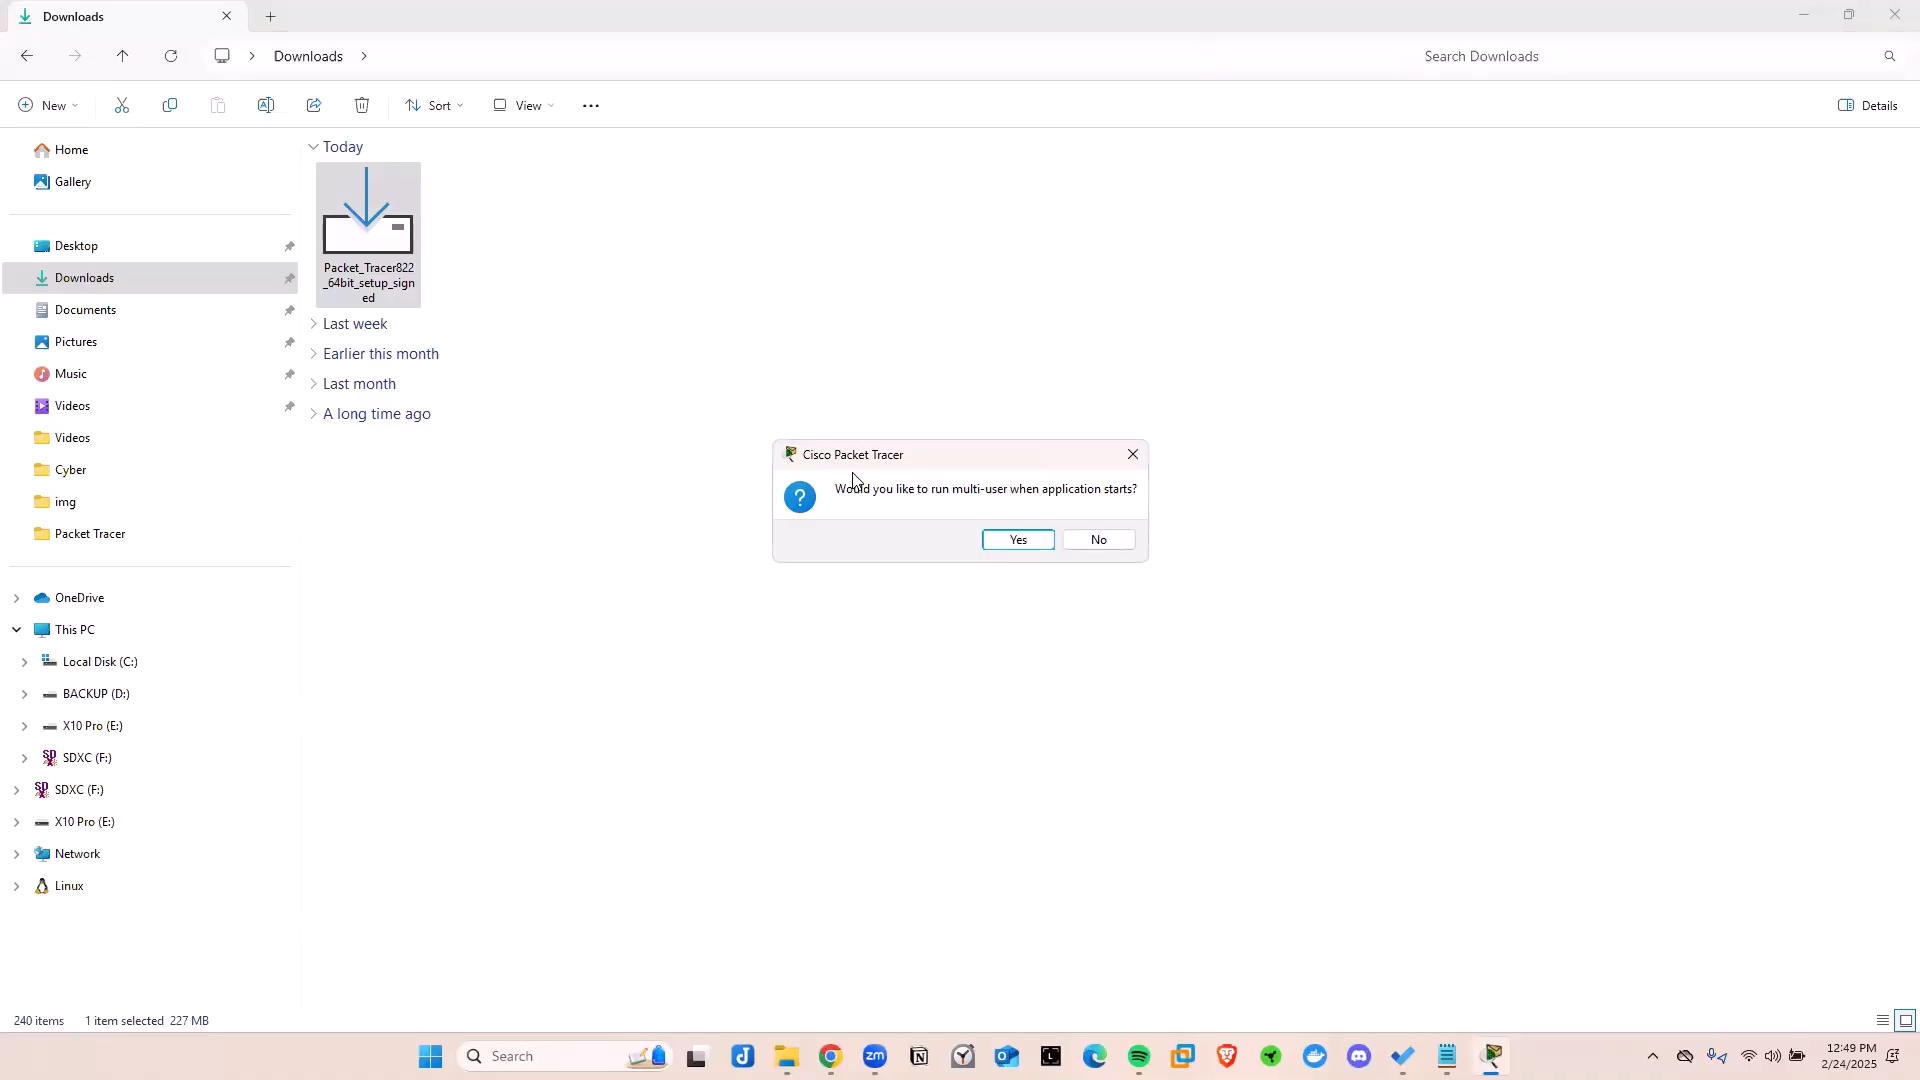 Downloads
Downloads
Search Downloads
New
Sort
View
Details
Home
Gallery
Desktop
Downloads
Documents
Pictures
Music
Videos
Videos
Cyber
img
Packet Tracer
OneDrive
This PC
Local Disk (C:)
BACKUP (D:)
X10 Pro (E:)
SDXC (F:)
SDXC (F:)
X10 Pro (E:)
Network
Linux
Today
Packet_Tracer822
_64bit_setup_sign
ed
Last week
Earlier this month
Last month
A long time ago
Cisco Packet Tracer
Would you like to run multi-user when application starts?
Yes
No
240 items
1 item selected 227 MB
Search
12:49 PM
2/24/2025